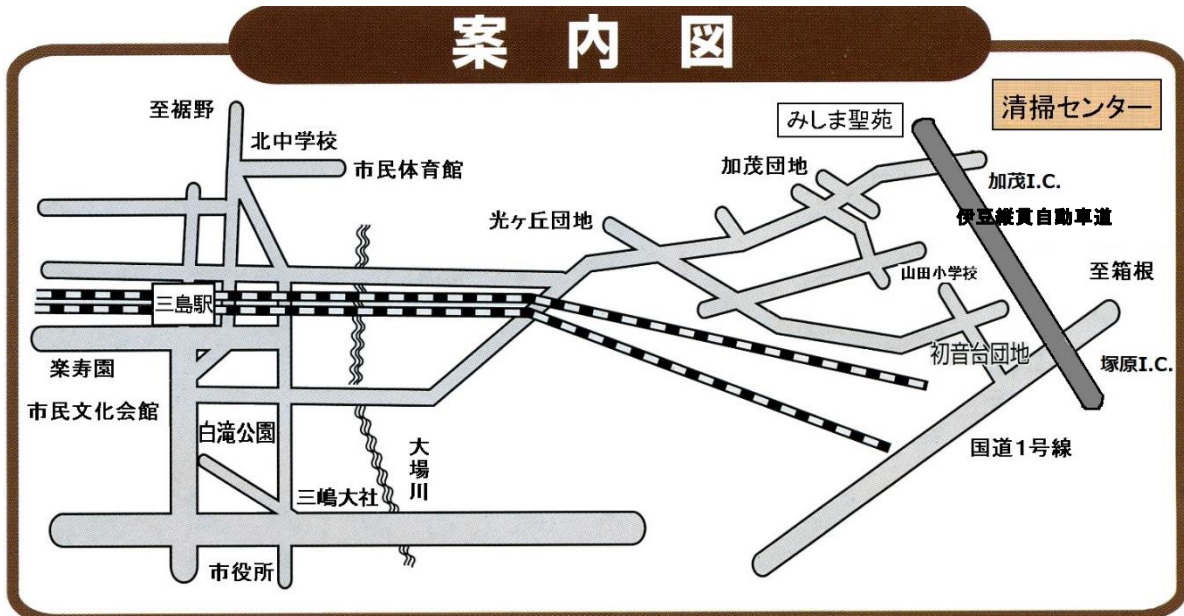 案内図
至裾野
北中学校
市民体育館
みしま聖苑
清掃センター
加茂団地
加茂I.C.
伊豆縦貫自動車道
光ヶ丘団地
山田小学校
至箱根
三島駅
楽寿園
初音台団地
塚原I.C.
市民文化会館
白滝公園
大場川
国道1号線
三嶋大社
市役所